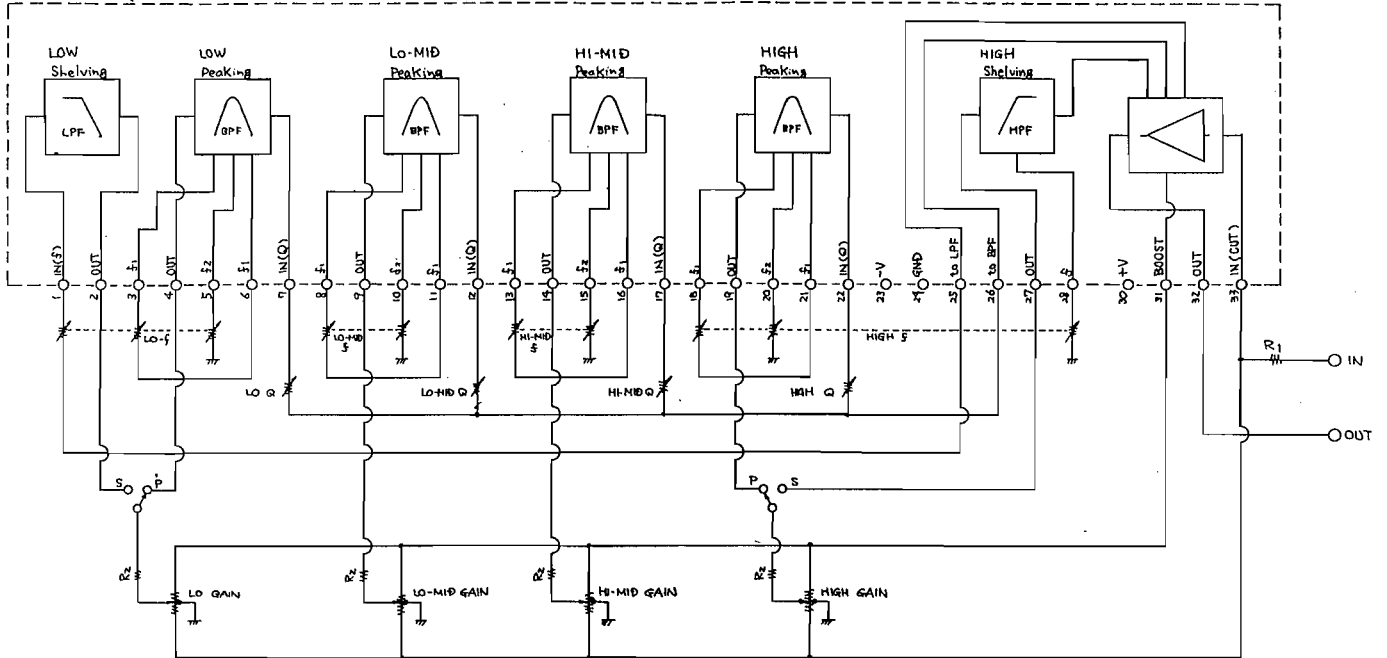 LOW
Shelving
LPF
LOW
Peaking
BPF
LO-MID
Peaking
BPF
HI-MID
Peaking
BPF
HIGH
Peaking
BPF
HIGH
Shelving
HPF
IN(f)
OUT
f1
OUT
f2
f1
IN(Q)
f1
OUT
f2
f1
IN(Q)
f1
OUT
f2
f1
IN(Q)
f1
OUT
f2
f1
IN(Q)
-V
GND
to LPF
to BPF
OUT
f
+V
BOOST
OUT
IN(CUT)
1
2
3
4
5
6
7
8
9
10
11
12
13
14
15
16
17
18
19
20
21
22
23
24
25
26
27
28
30
31
32
33
LO-f
LO-MID
f
HI-MID
f
HIGH f
LO Q
LO-MID Q
HI-MID Q
HIGH Q
R1
IN
OUT
S
P
P
S
R2
LO GAIN
R2
LO-MID GAIN
R2
HI-MID GAIN
R2
HIGH GAIN